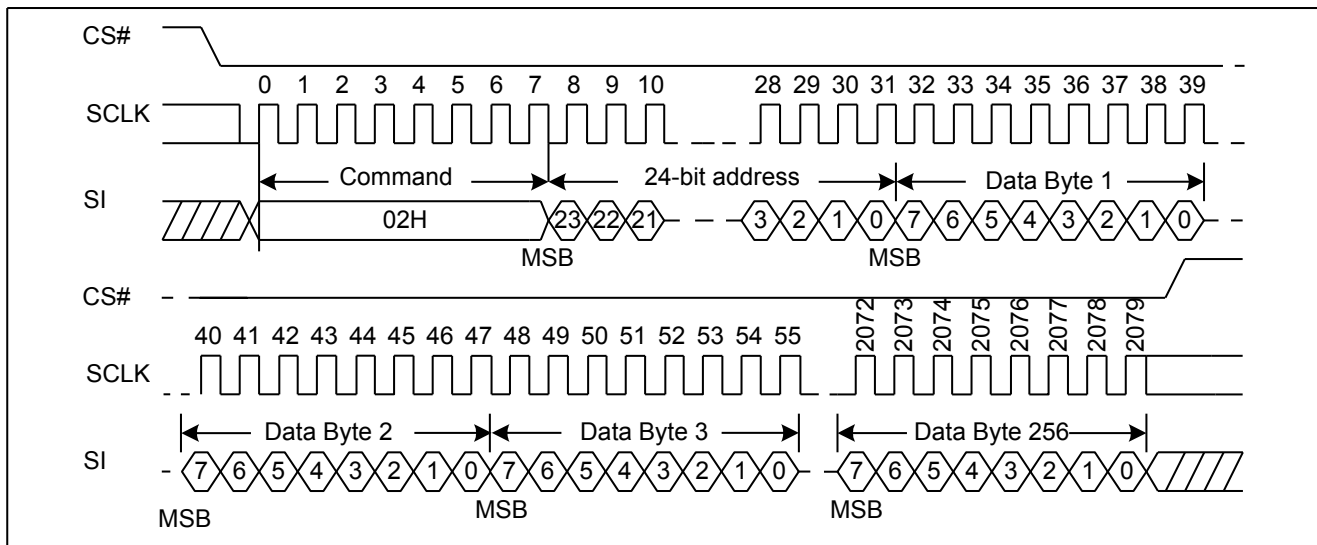 CS#
0 1 2 3 4 5 6 7 8 9 10 28 29 30 31 32 33 34 35 36 37 38 39
SCLK
Command 24-bit address Data Byte 1
SI
02H 23 22 21 3 2 1 0 7 6 5 4 3 2 1 0
MSB MSB
CS#
40 41 42 43 44 45 46 47 48 49 50 51 52 53 54 55 2072 2073 2074 2075 2076 2077 2078 2079
SCLK
Data Byte 2 Data Byte 3 Data Byte 256
SI
7 6 5 4 3 2 1 0 7 6 5 4 3 2 1 0 7 6 5 4 3 2 1 0
MSB MSB MSB